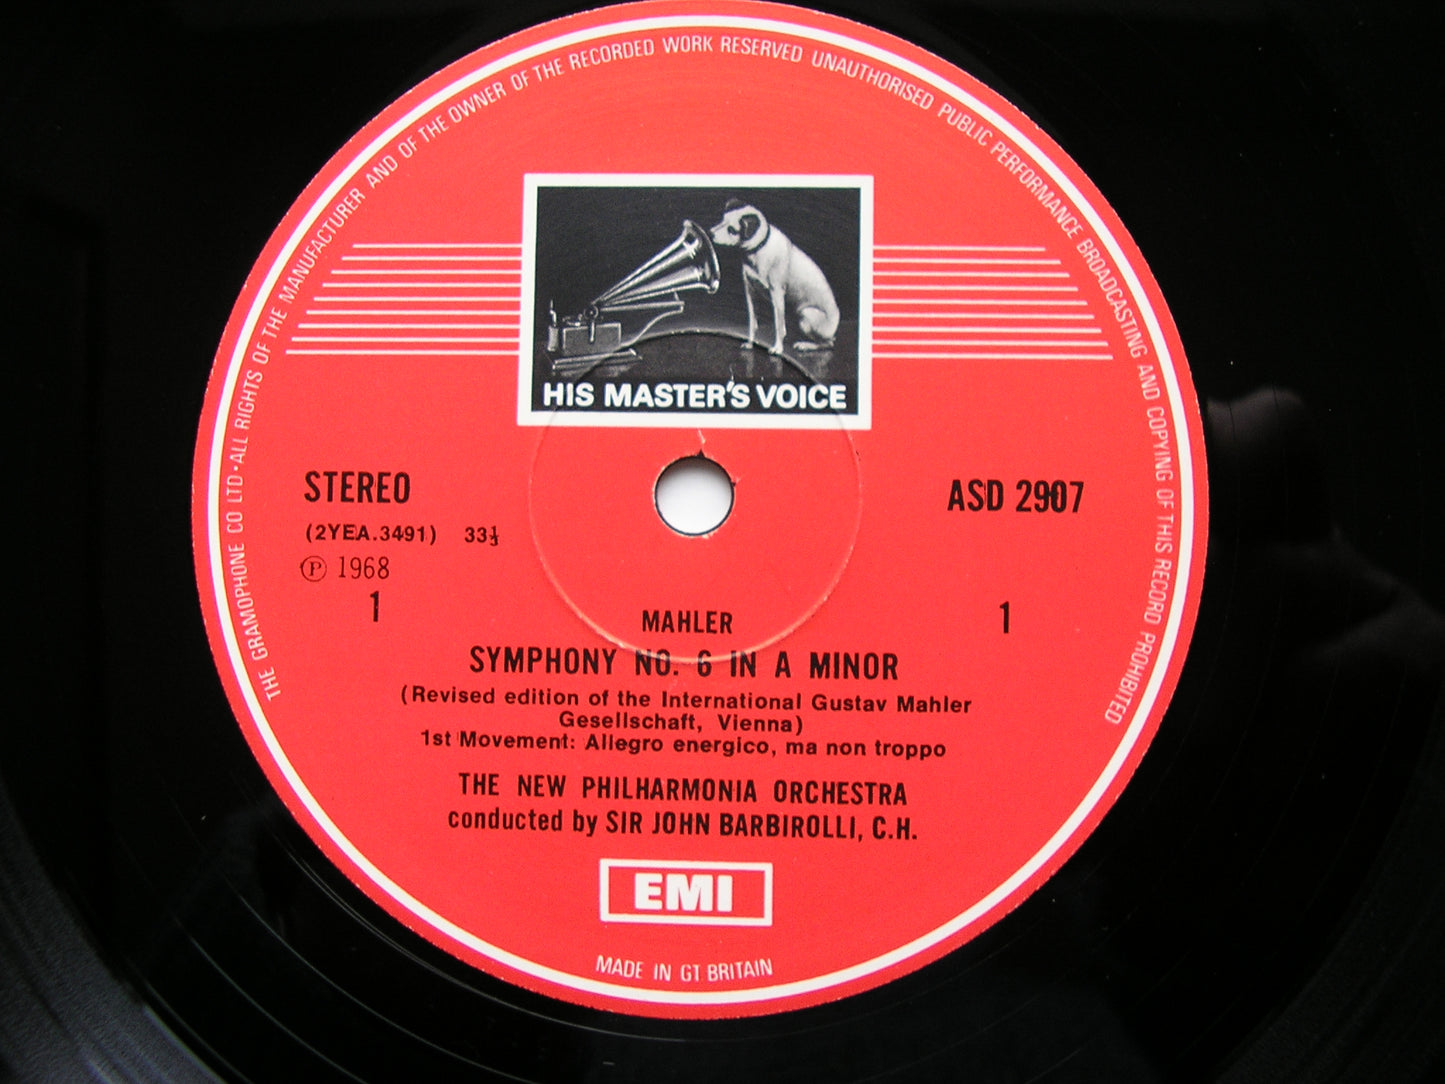 THE GRAMOPHONE CO LTD • ALL RIGHTS OF THE MANUFACTURER AND OF THE OWNER OF THE RECORDED WORK RESERVED UNAUTHORISED PUBLIC PERFORMANCE BROADCASTING AND COPYING OF THIS RECORD PROHIBITED
HIS MASTER'S VOICE
STEREO
ASD 2907
(2YEA.3491) 33⅓
Ⓟ 1968
1
1
MAHLER
SYMPHONY NO. 6 IN A MINOR
(Revised edition of the International Gustav Mahler
Gesellschaft, Vienna)
1st Movement: Allegro energico, ma non troppo
THE NEW PHILHARMONIA ORCHESTRA
conducted by SIR JOHN BARBIROLLI, C.H.
EMI
MADE IN GT BRITAIN